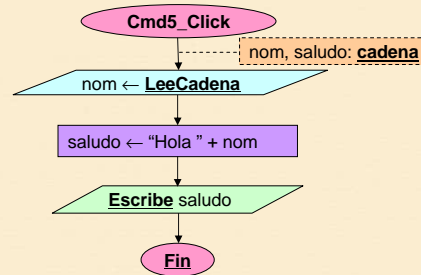 Cmd5_Click
nom, saludo: cadena
nom ← LeeCadena
saludo ← “Hola ” + nom
Escribe saludo
Fin